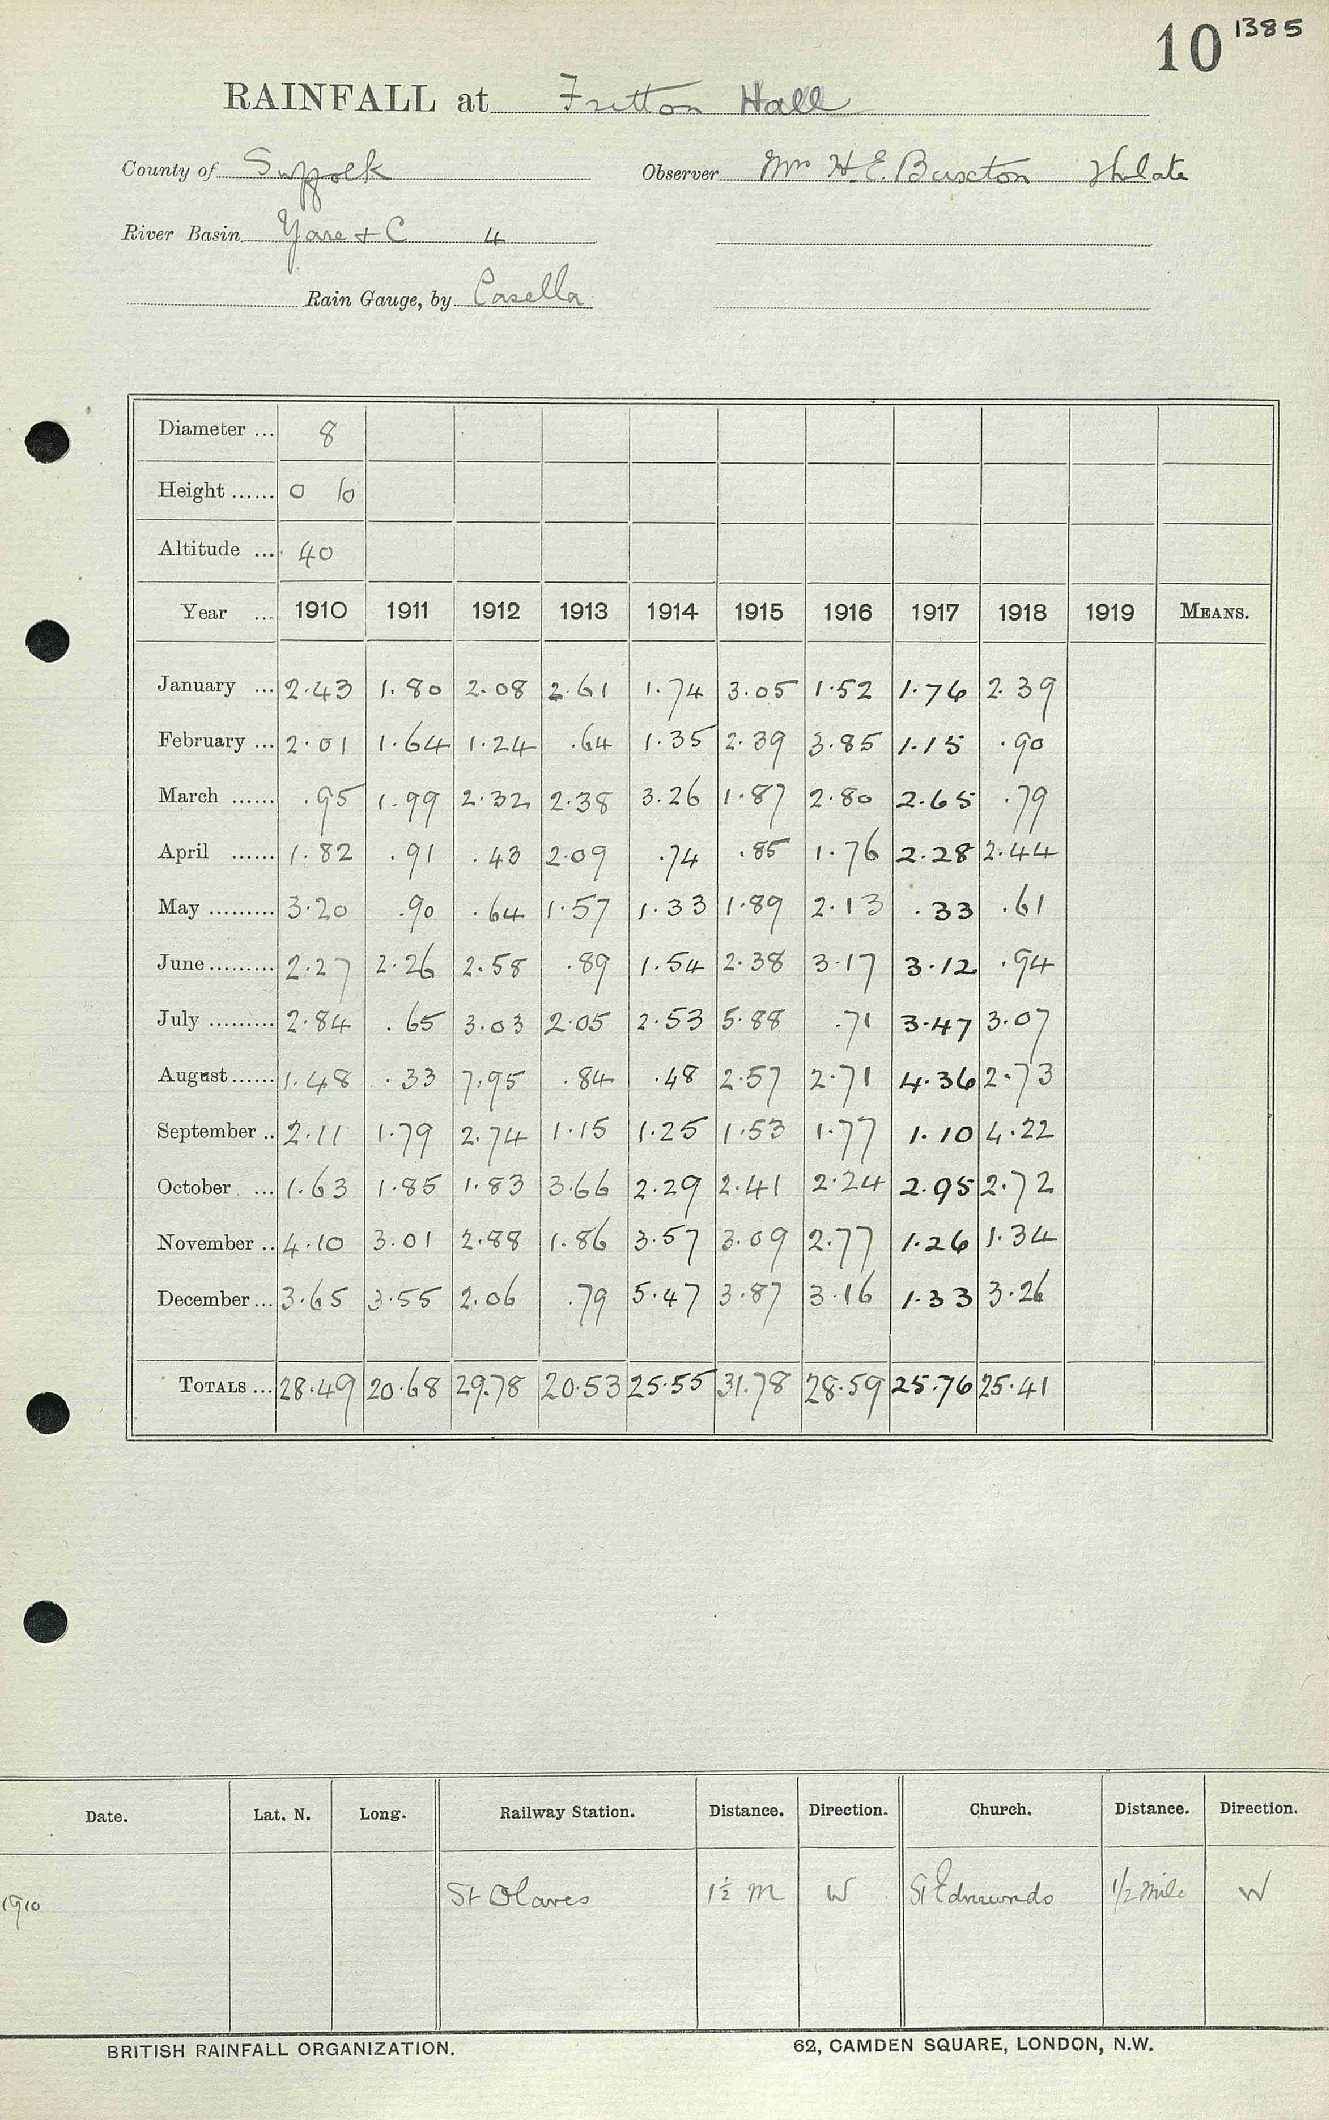 10 1385
RAINFALL at Fritton Hall
County of Suffolk Observer Mrs H. E. Buxton the late
River Basin Yare + C 4
Rain Gauge, by Casella
Diameter ... 8
Height ...... 0 10
Altitude ... 40
Year ... 1910 1911 1912 1913 1914 1915 1916 1917 1918 1919 MEANS.
January ... 2.43 1.80 2.08 2.61 1.74 3.05 1.52 1.76 2.39
February ... 2.01 1.64 1.24 .64 1.35 2.39 3.85 1.15 .90
March ...... .95 1.99 2.32 2.38 3.26 1.87 2.80 2.65 .79
April ...... 1.82 .91 .43 2.09 .74 .85 1.76 2.28 2.44
May ......... 3.20 .90 .64 1.57 1.33 1.89 2.13 .33 .61
June ......... 2.27 2.26 2.58 .89 1.54 2.38 3.17 3.12 .94
July ......... 2.84 .65 3.03 2.05 2.53 5.88 .71 3.47 3.07
August ...... 1.48 .33 7.95 .84 .48 2.57 2.71 4.36 2.73
September .. 2.11 1.79 2.74 1.15 1.25 1.53 1.77 1.10 4.22
October ... 1.63 1.85 1.83 3.66 2.29 2.41 2.24 2.95 2.72
November .. 4.10 3.01 2.88 1.86 3.57 3.09 2.77 1.26 1.34
December ... 3.65 3.55 2.06 .79 5.47 3.87 3.16 1.33 3.26
TOTALS ... 28.49 20.68 29.78 20.53 25.55 31.78 28.59 25.76 25.41
Date. Lat. N. Long. Railway Station. Distance. Direction. Church. Distance. Direction.
1910 St Olaves 1½ m W St Edmunds 1/2 Mile W
BRITISH RAINFALL ORGANIZATION. 62, CAMDEN SQUARE, LONDON, N.W.